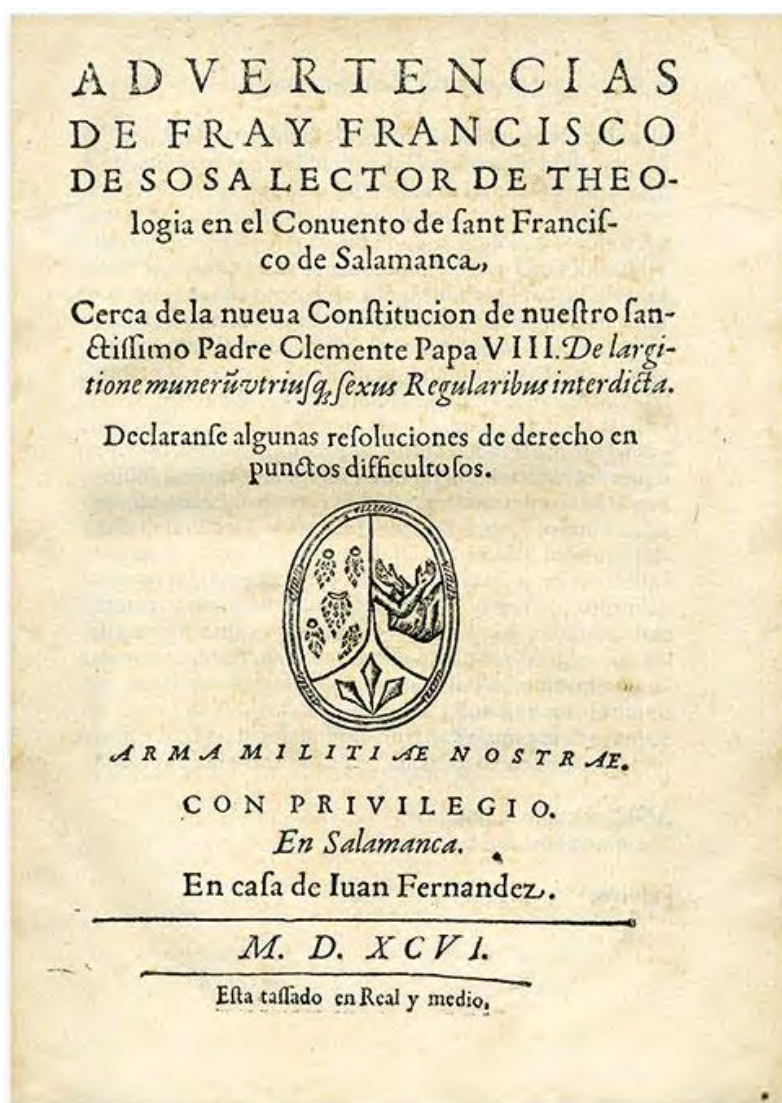 ADVERTENCIAS
DE FRAY FRANCISCO
DE SOSA LECTOR DE THEO-
logia en el Conuento de ſant Franciſ-
co de Salamanca,
Cerca de la nueua Conſtitucion de nueſtro ſan-
ctiſſimo Padre Clemente Papa VIII. De largi-
tione munerũ vtriuſq; ſexus Regularibus interdicta.
Declaranſe algunas reſoluciones de derecho en
punctos difficultoſos.
ARMA MILITIÆ NOSTRÆ.
CON PRIVILEGIO.
En Salamanca.
En caſa de Iuan Fernandez.
M. D. XCVI.
Eſta taſſado en Real y medio.